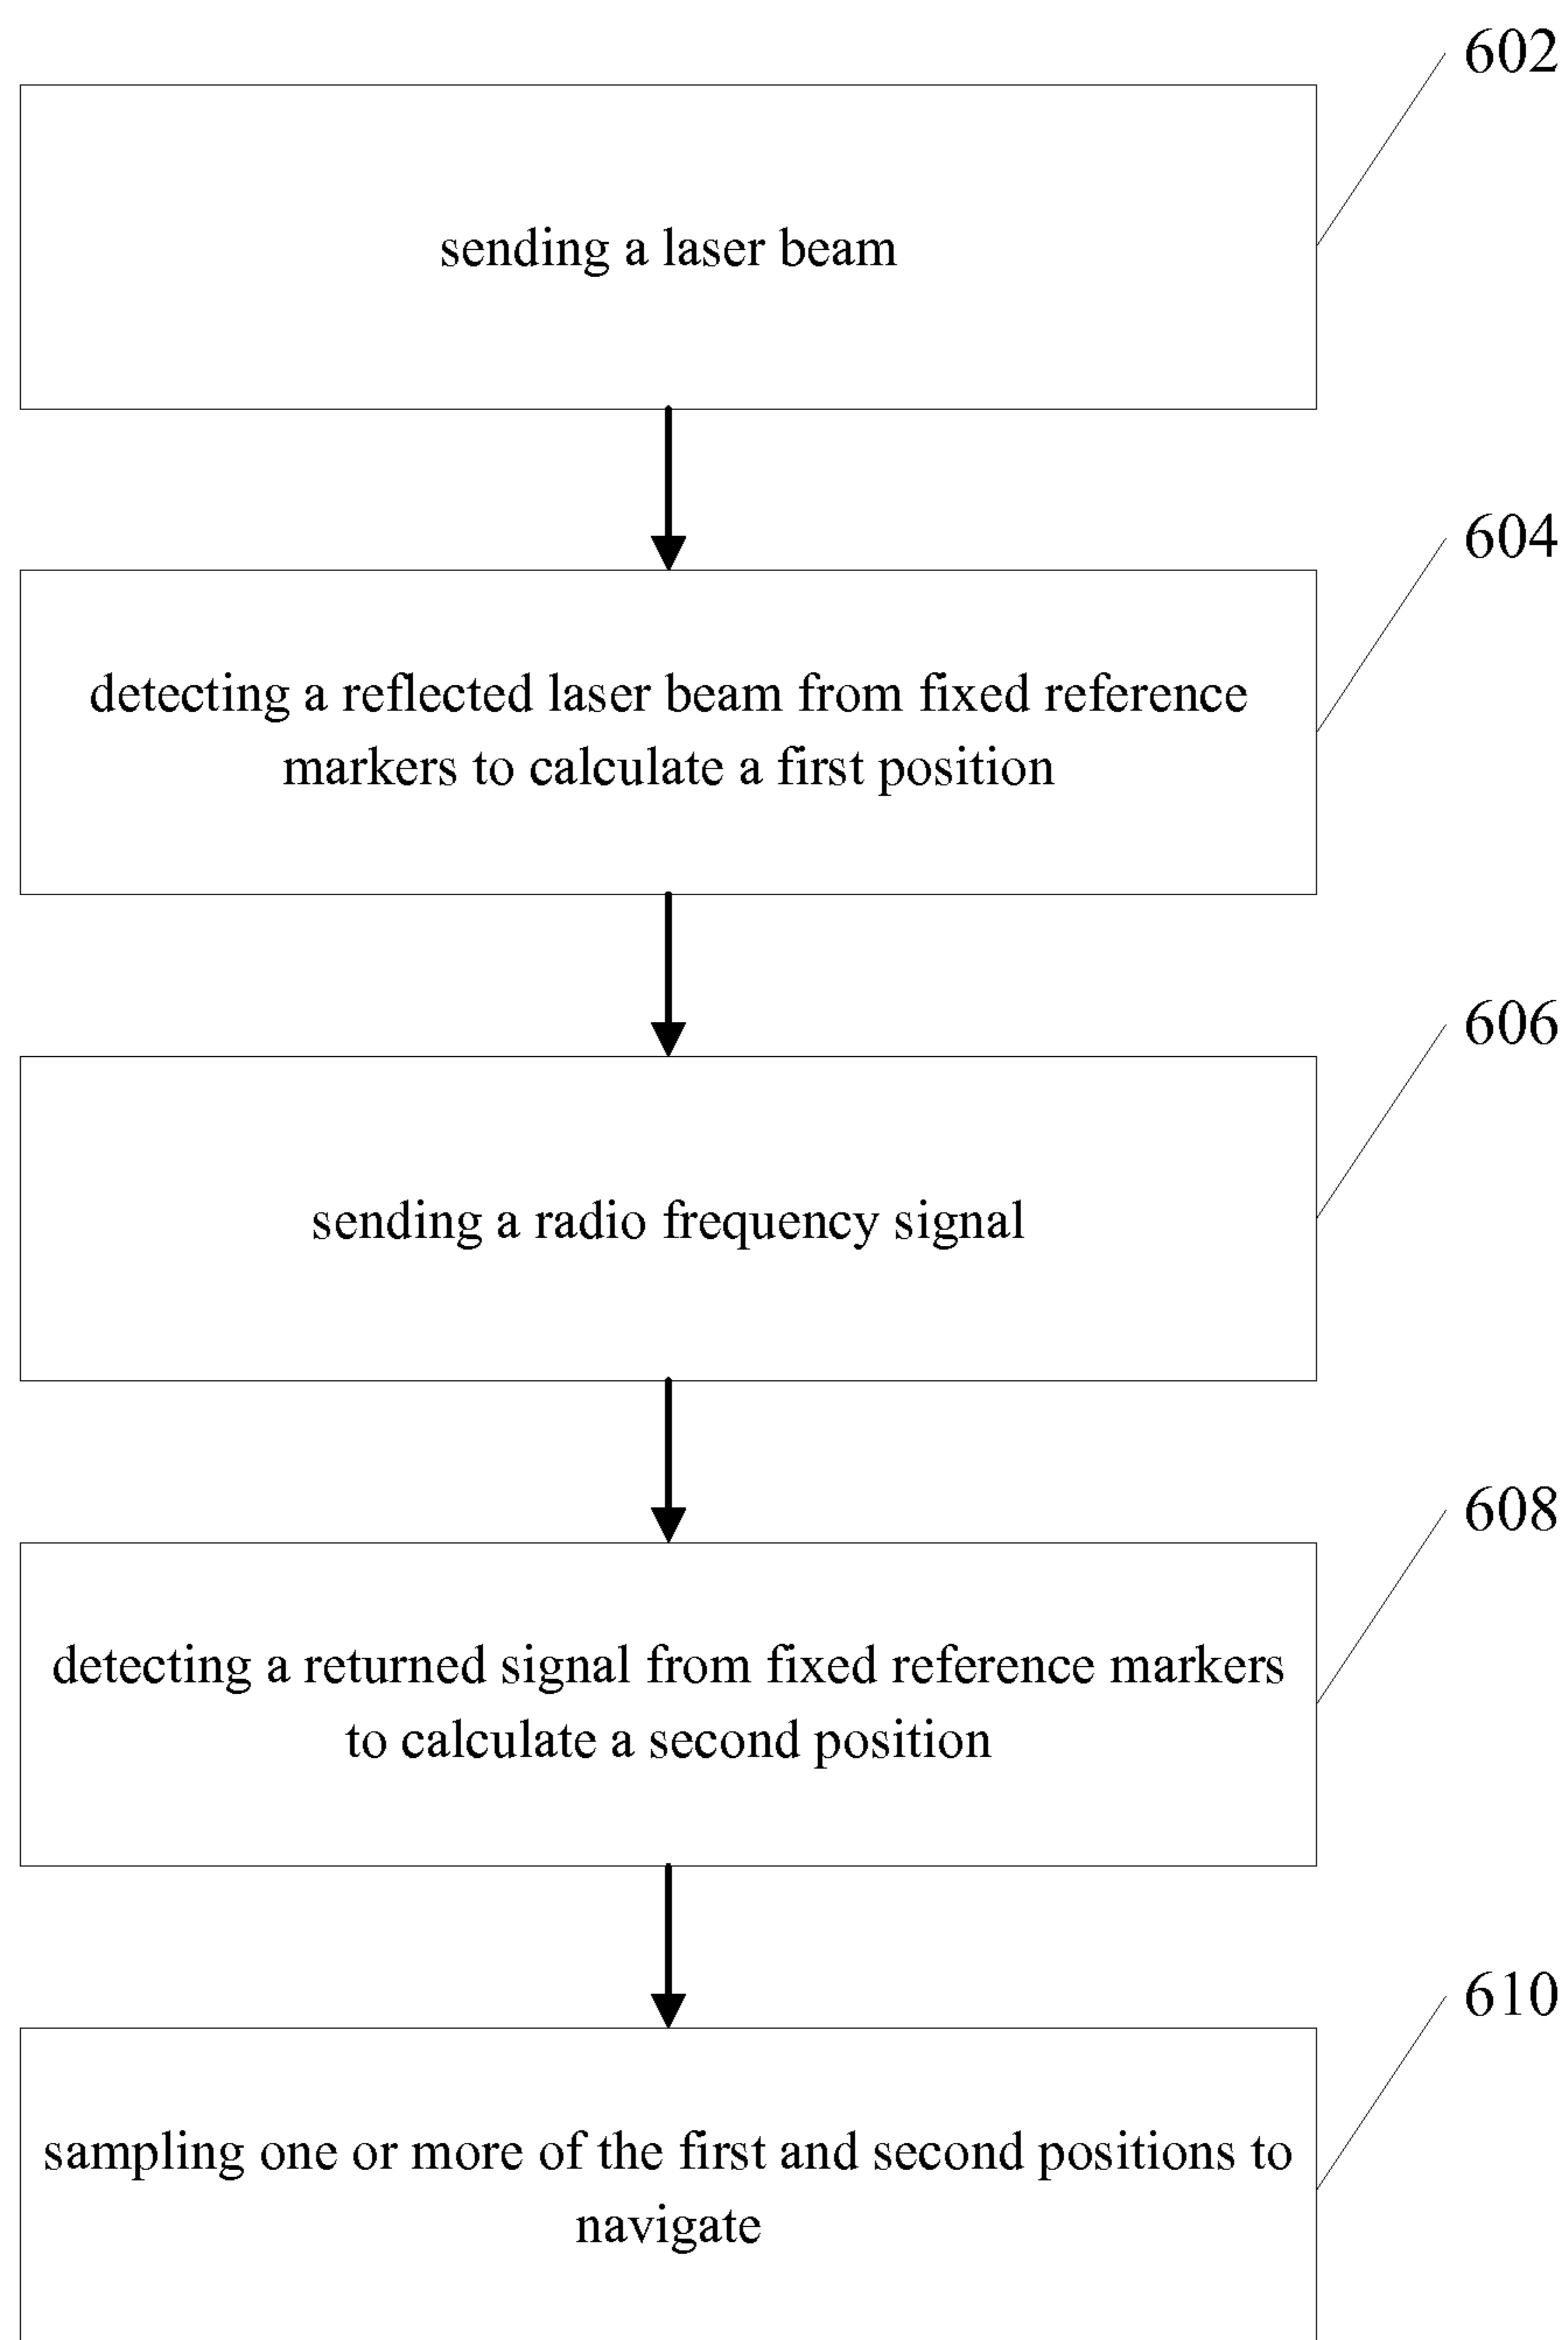 602
sending a laser beam
604
detecting a reflected laser beam from fixed reference
markers to calculate a first position
606
sending a radio frequency signal
608
detecting a returned signal from fixed reference markers
to calculate a second position
610
sampling one or more of the first and second positions to
navigate